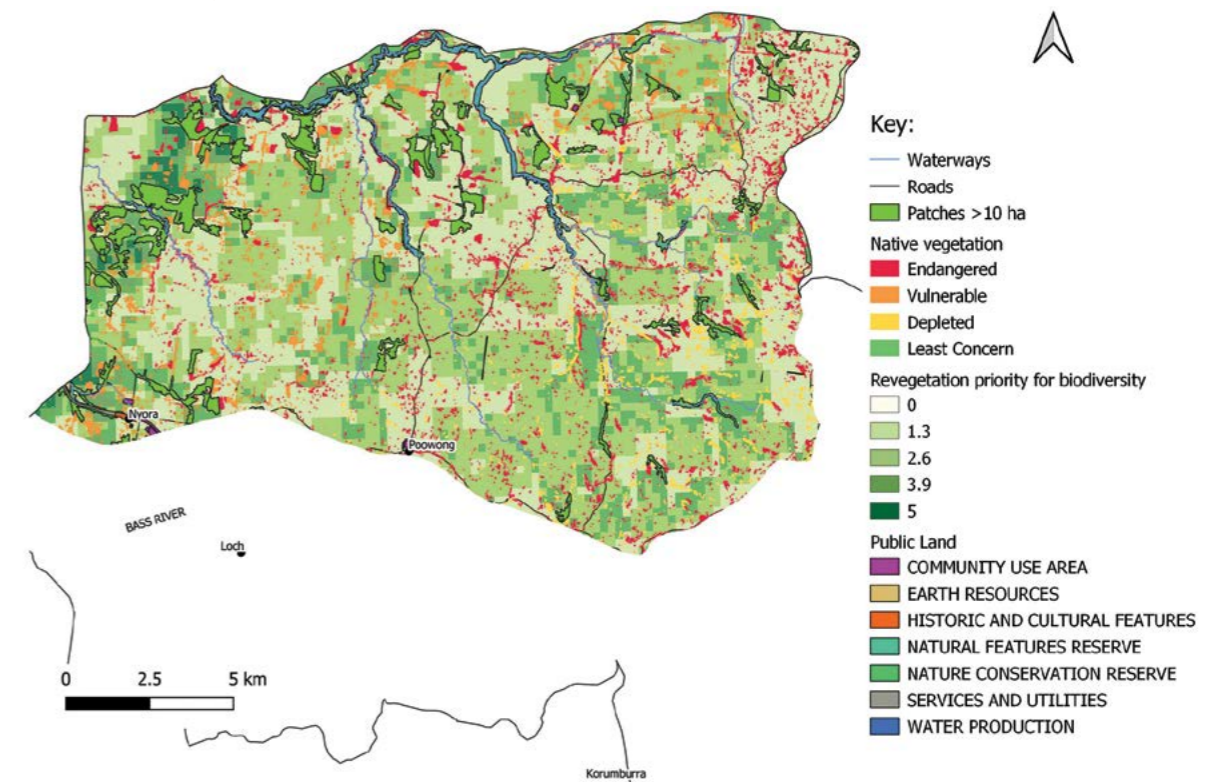 Key:
Waterways
Roads
Patches >10 ha
Native vegetation
Endangered
Vulnerable
Depleted
Least Concern
Revegetation priority for biodiversity
0
1.3
2.6
3.9
5
Public Land
COMMUNITY USE AREA
EARTH RESOURCES
HISTORIC AND CULTURAL FEATURES
NATURAL FEATURES RESERVE
NATURE CONSERVATION RESERVE
SERVICES AND UTILITIES
WATER PRODUCTION
Nyora
Poowong
BASS RIVER
Loch
0 2.5 5 km
Korumburra